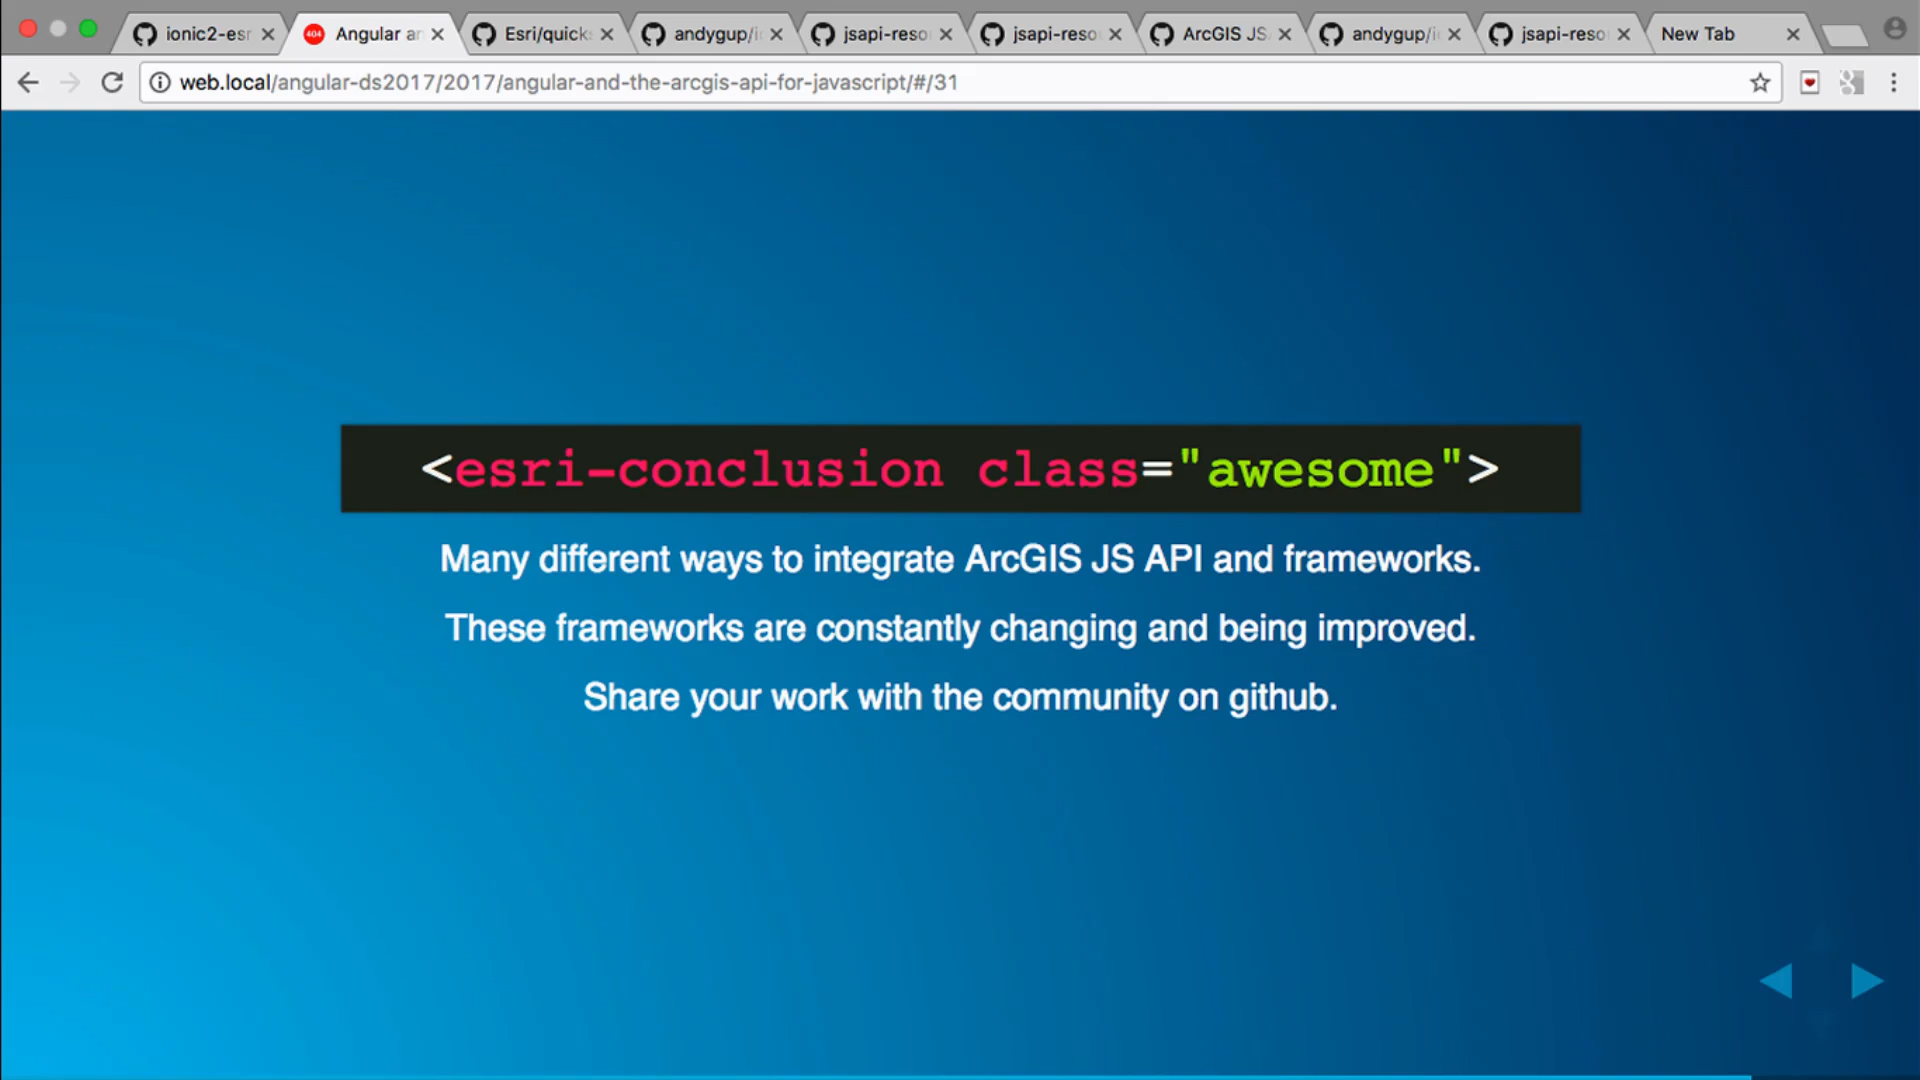 ionic2-esr
404 Angular an
Esri/quick
andygup/i
jsapi-reso
jsapi-reso
ArcGIS JS
andygup/i
jsapi-reso
New Tab
web.local/angular-ds2017/2017/angular-and-the-arcgis-api-for-javascript/#/31
<esri-conclusion class="awesome">
Many different ways to integrate ArcGIS JS API and frameworks.
These frameworks are constantly changing and being improved.
Share your work with the community on github.